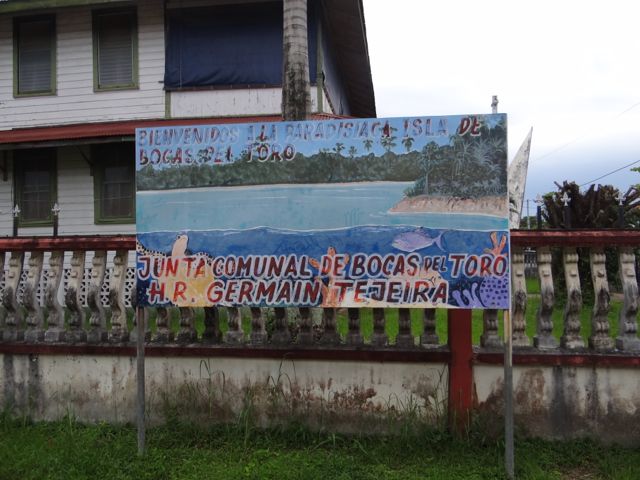 BIENVENIDOS A LA PARADISIACA ISLA DE
BOCAS DEL TORO
JUNTA COMUNAL DE BOCAS DEL TORO
H.R. GERMAIN TEJEIRA